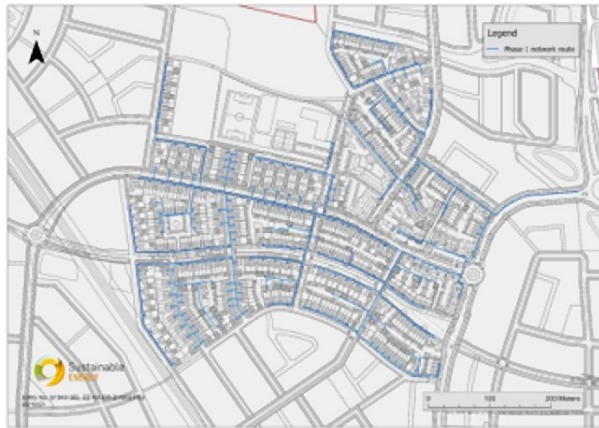 N
Legend
Phase 1 network route
Sustainable
ENERGY
0 100 200 Meters